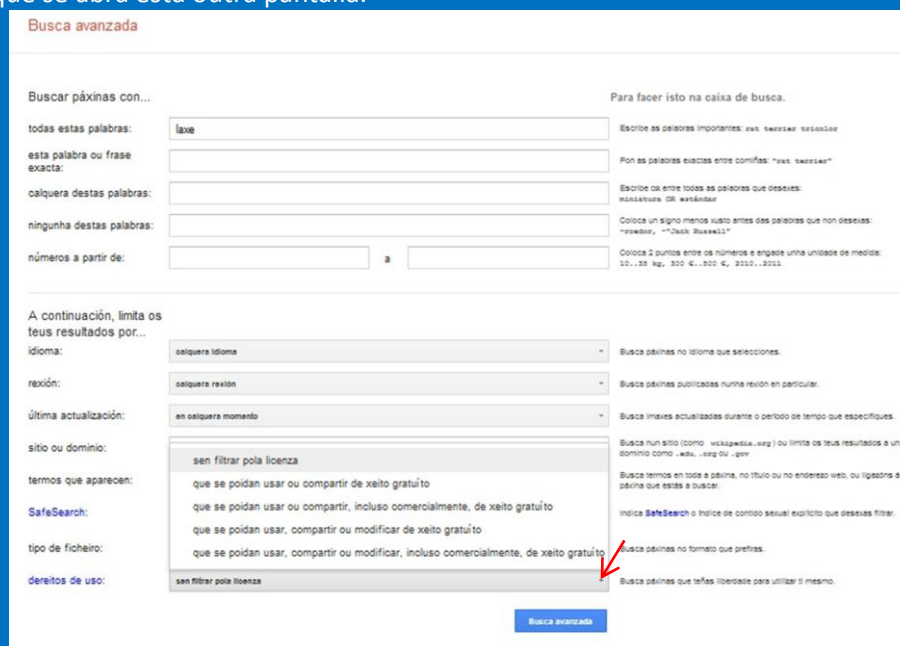 que se abra esta outra pantalla:
Busca avanzada
Buscar páxinas con...
Para facer isto na caixa de busca.
todas estas palabras:
laxe
Escribe as palabras importantes: rat terrier tricolor
esta palabra ou frase
exacta:
Pon as palabras exactas entre comiñas: "rat terrier"
calquera destas palabras:
Escribe OR entre todas as palabras que desexes:
miniatura OR estándar
ningunha destas palabras:
Coloca un signo menos xusto antes das palabras que non desexas:
-roedor, -"Jack Russell"
números a partir de:
a
Coloca 2 puntos entre os números e engade unha unidade de medida:
10..35 kg, 300 €..500 €, 2010..2011
A continuación, limita os
teus resultados por...
idioma:
calquera idioma
Busca páxinas no idioma que selecciones.
rexión:
calquera rexión
Busca páxinas publicadas nunha rexión en particular.
última actualización:
en calquera momento
Busca imaxes actualizadas durante o período de tempo que especifiques.
sitio ou dominio:
Busca nun sitio (como wikipedia.org) ou limita os teus resultados a un
dominio como .edu, .org ou .gov
termos que aparecen:
Busca termos en toda a páxina, no título ou no enderezo web, ou ligazóns á
páxina que estás a buscar.
SafeSearch:
Indica SafeSearch o índice de contido sexual explícito que desexas filtrar.
tipo de ficheiro:
Busca páxinas no formato que prefiras.
sen filtrar pola licenza
que se poidan usar ou compartir de xeito gratuíto
que se poidan usar ou compartir, incluso comercialmente, de xeito gratuíto
que se poidan usar, compartir ou modificar de xeito gratuíto
que se poidan usar, compartir ou modificar, incluso comercialmente, de xeito gratuíto
dereitos de uso:
sen filtrar pola licenza
Busca páxinas que teñas liberdade para utilizar ti mesmo.
Busca avanzada